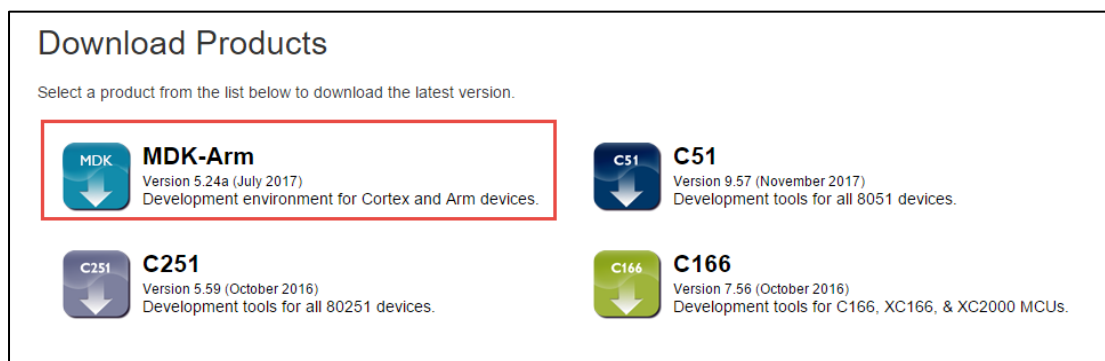 Download Products
Select a product from the list below to download the latest version.
MDK
MDK-Arm
Version 5.24a (July 2017)
Development environment for Cortex and Arm devices.
C51
C51
Version 9.57 (November 2017)
Development tools for all 8051 devices.
C251
C251
Version 5.59 (October 2016)
Development tools for all 80251 devices.
C166
C166
Version 7.56 (October 2016)
Development tools for C166, XC166, & XC2000 MCUs.